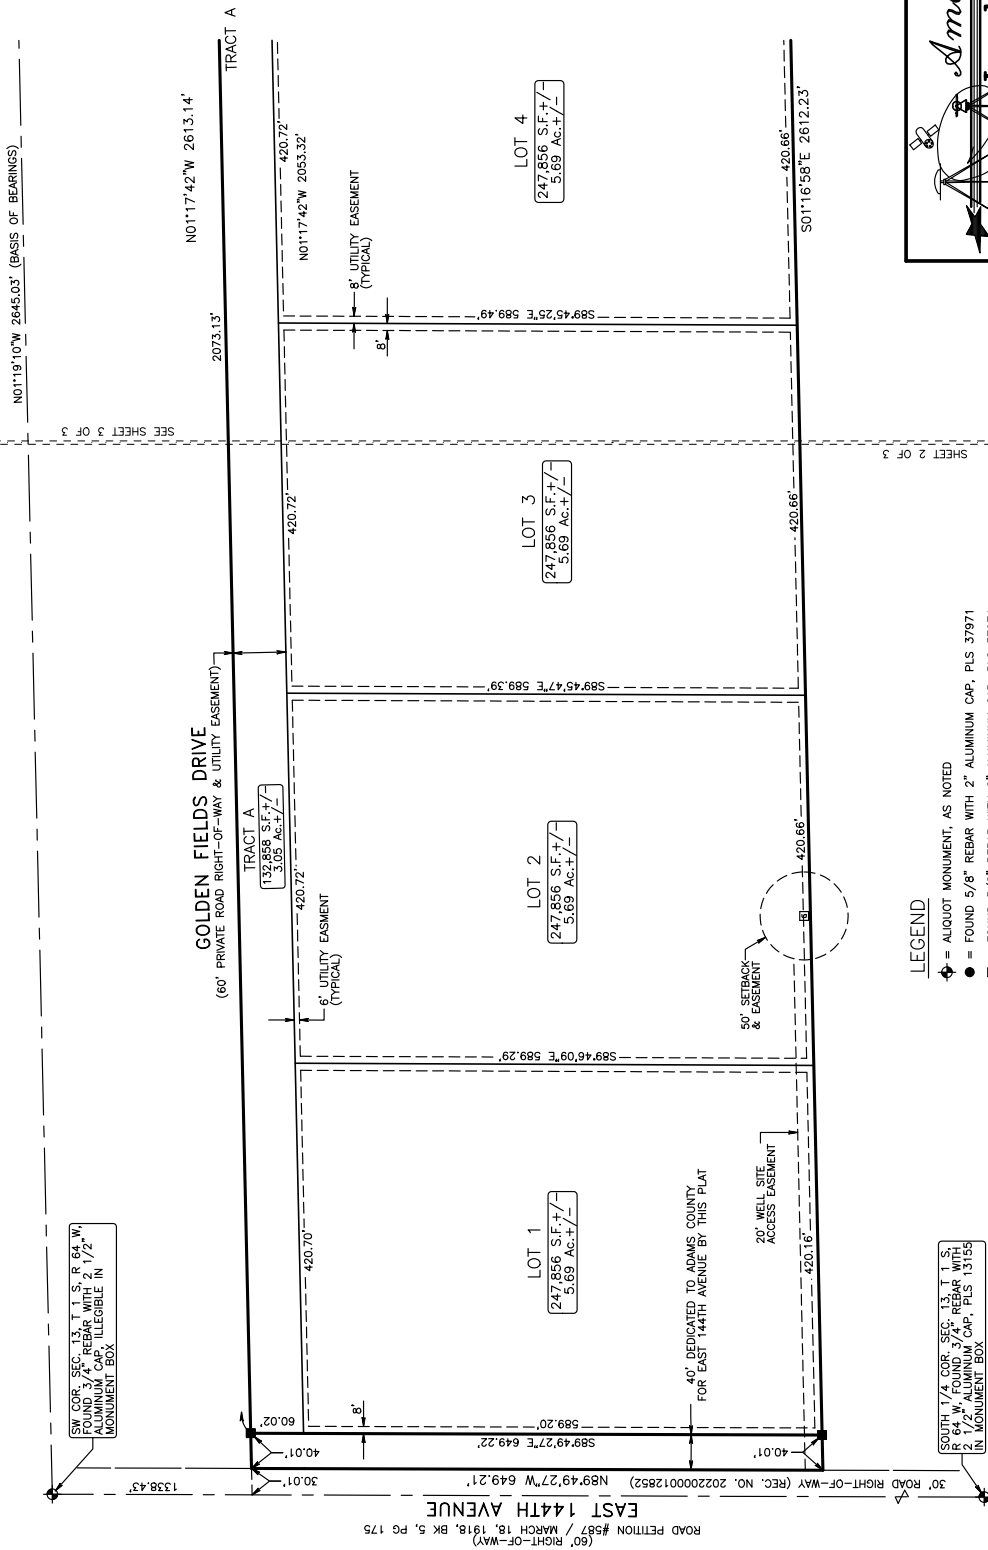 N01°19'10"W 2645.03' (BASIS OF BEARINGS)
TRACT A
N01°17'42"W 2613.14'
2073.13'
420.72'
N01°17'42"W 2053.32'
8' UTILITY EASEMENT
(TYPICAL)
8'
LOT 4
247,856 S.F.+/-
5.69 Ac.+/-
420.66'
S01°16'58"E 2612.23'
Ame
S89°45'25"E 589.49'
SEE SHEET 3 OF 3
SHEET 2 OF 3
420.72'
LOT 3
247,856 S.F.+/-
5.69 Ac.+/-
420.66'
S89°45'47"E 589.39'
GOLDEN FIELDS DRIVE
(60' PRIVATE ROAD RIGHT-OF-WAY & UTILITY EASEMENT)
TRACT A
132,858 S.F.+/-
3.05 Ac.+/-
420.72'
6' UTILITY EASMENT
(TYPICAL)
LOT 2
247,856 S.F.+/-
5.69 Ac.+/-
420.66'
50' SETBACK
& EASEMENT
S89°46'09"E 589.29'
LEGEND
= ALIQUOT MONUMENT, AS NOTED
= FOUND 5/8" REBAR WITH 2" ALUMINUM CAP, PLS 37971
420.70'
LOT 1
247,856 S.F.+/-
5.69 Ac.+/-
20' WELL SITE
ACCESS EASEMENT
420.16'
40' DEDICATED TO ADAMS COUNTY
FOR EAST 144TH AVENUE BY THIS PLAT
SW COR. SEC. 13, T 1 S, R 64 W,
FOUND 3/4" REBAR WITH 2 1/2"
ALUMINUM CAP, ILLEGIBLE IN
MONUMENT BOX
SOUTH 1/4 COR. SEC. 13, T 1 S,
R 64 W, FOUND 3/4" REBAR WITH
2 1/2" ALUMINUM CAP, PLS 13155
IN MONUMENT BOX
60.02'
8'
589.20'
S89°49'27"E 649.22'
40.01'
40.01'
30.01'
N89°49'27"W 649.21'
1338.43'
30' ROAD RIGHT-OF-WAY (REC. NO. 2022000012852)
EAST 144TH AVENUE
(60' RIGHT-OF-WAY)
ROAD PETITION #587 / MARCH 18, 1918, BK 5, PG 175